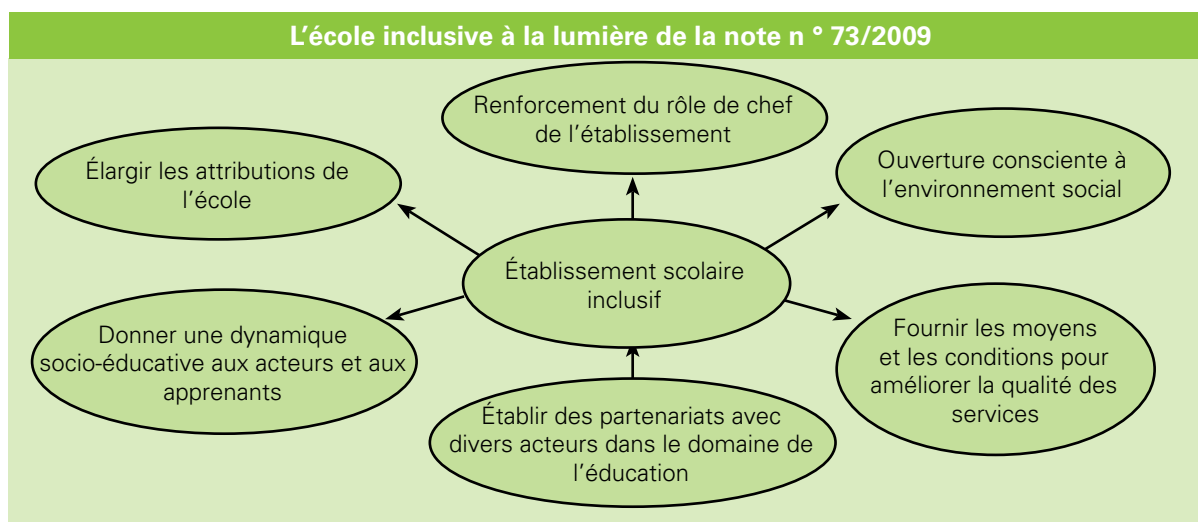 L'école inclusive à la lumière de la note n ° 73/2009
Renforcement du rôle de chef
de l'établissement
Élargir les attributions de
l'école
Ouverture consciente à
l'environnement social
Établissement scolaire
inclusif
Donner une dynamique
socio-éducative aux acteurs et aux
apprenants
Fournir les moyens
et les conditions pour
améliorer la qualité des
services
Établir des partenariats avec
divers acteurs dans le domaine de
l'éducation